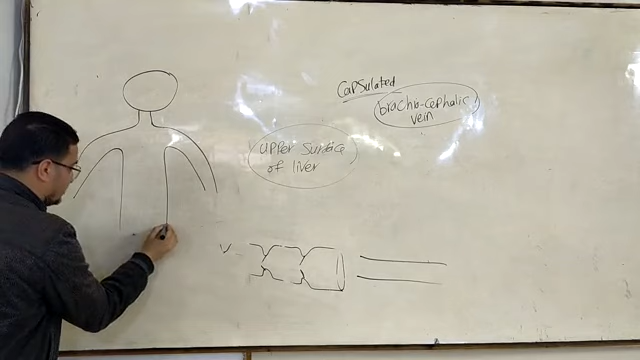 Capsulated
brachio-cephalic
vein
Upper Surface
of liver
V